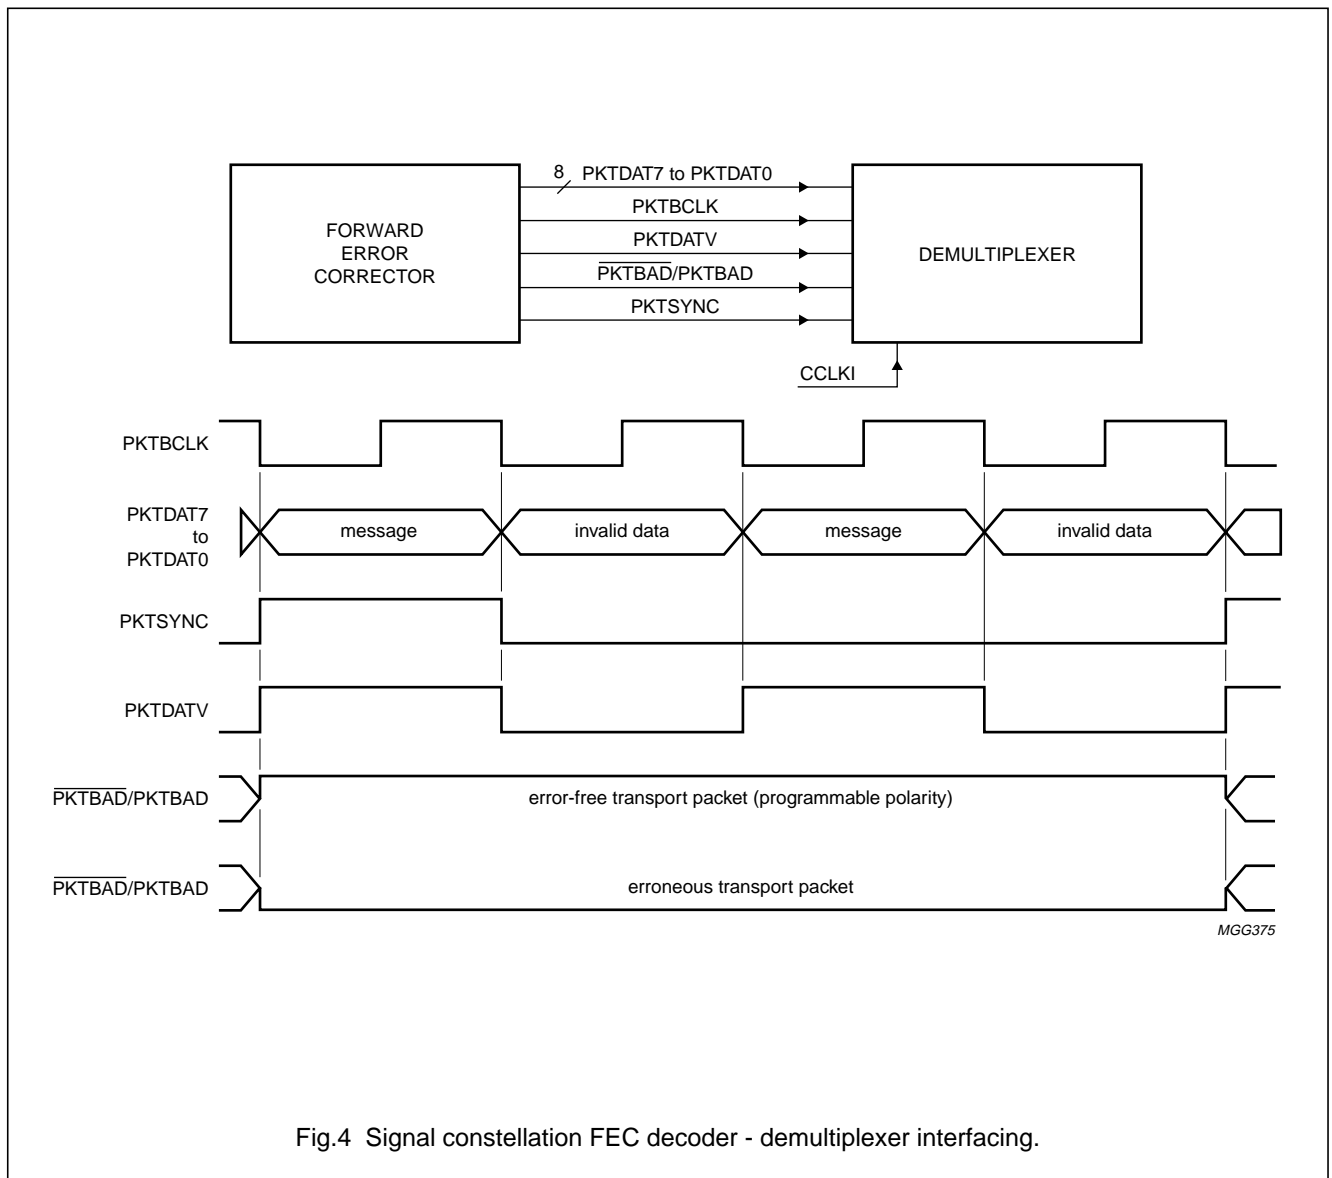 8 PKTDAT7 to PKTDAT0
PKTBCLK
PKTDATV
PKTBAD/PKTBAD
PKTSYNC
FORWARD
ERROR
CORRECTOR
DEMULTIPLEXER
CCLKI
PKTBCLK
PKTDAT7
to
PKTDAT0
message
invalid data
message
invalid data
PKTSYNC
PKTDATV
PKTBAD/PKTBAD
error-free transport packet (programmable polarity)
PKTBAD/PKTBAD
erroneous transport packet
MGG375
Fig.4 Signal constellation FEC decoder - demultiplexer interfacing.